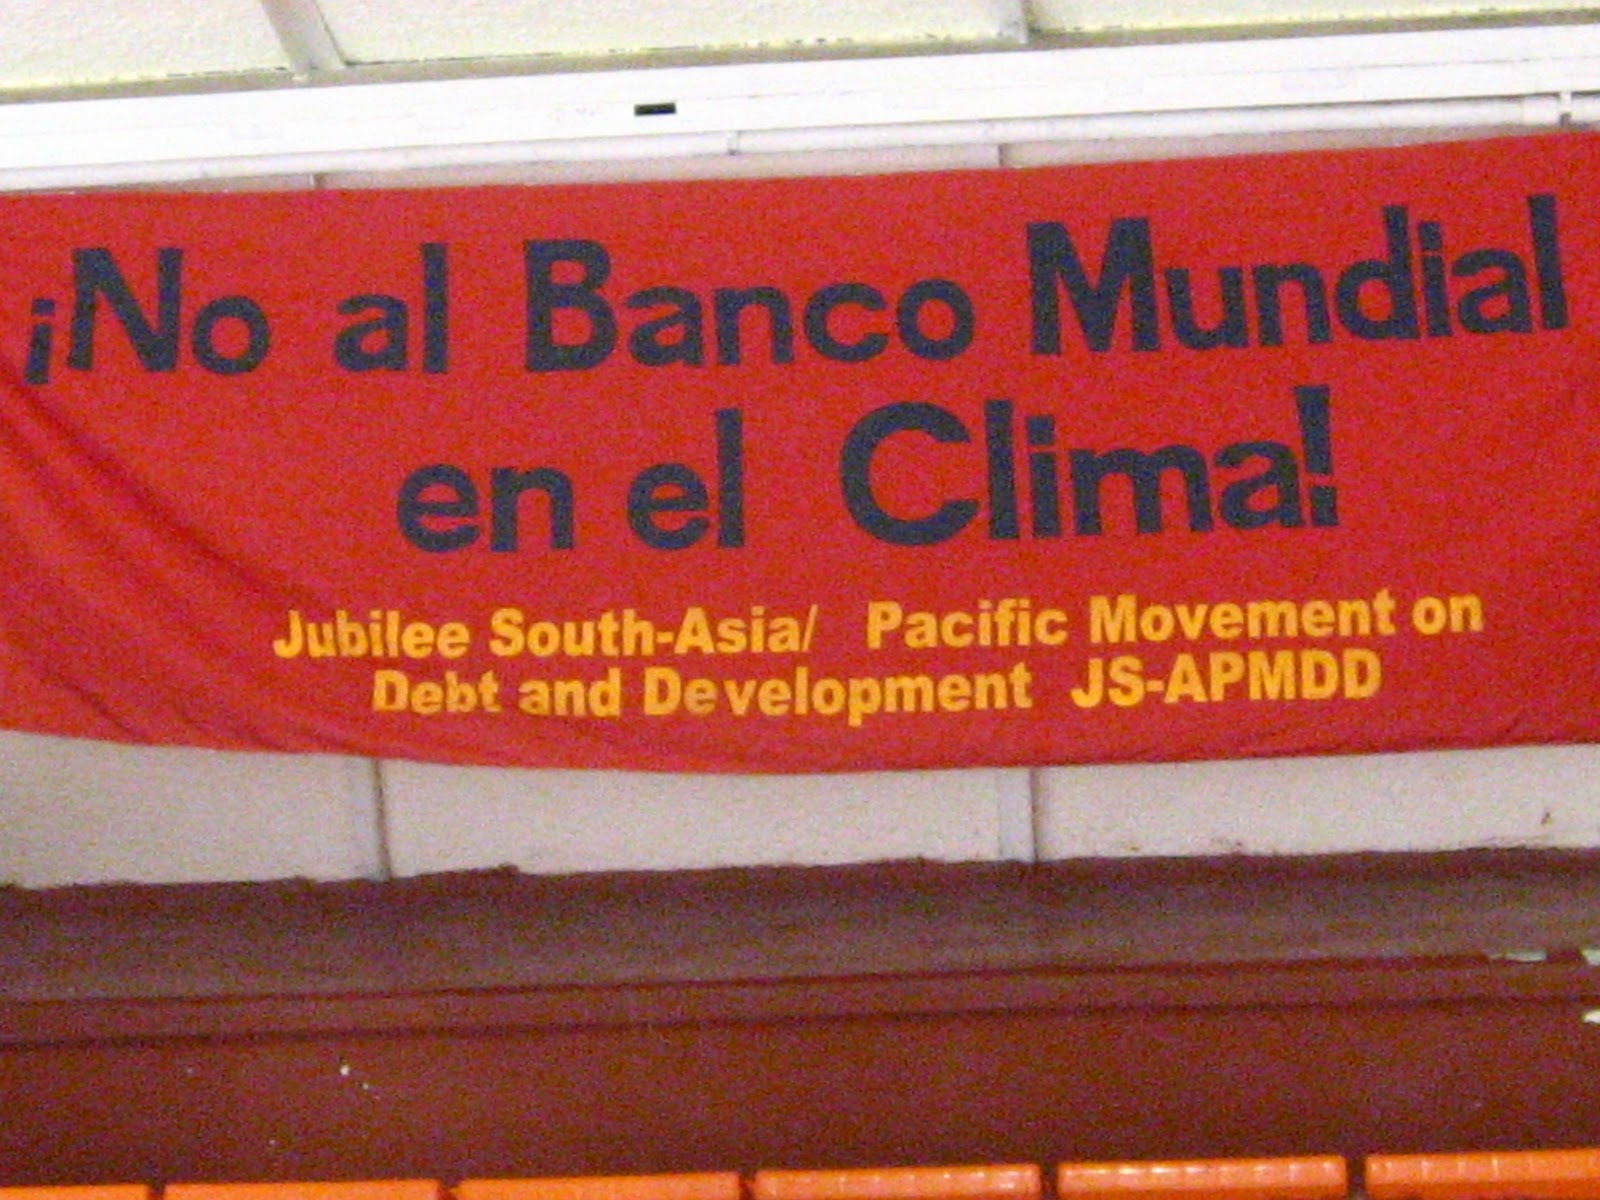 ¡No al Banco Mundial
en el Clima!
Jubilee South-Asia/ Pacific Movement on
Debt and Development JS-APMDD